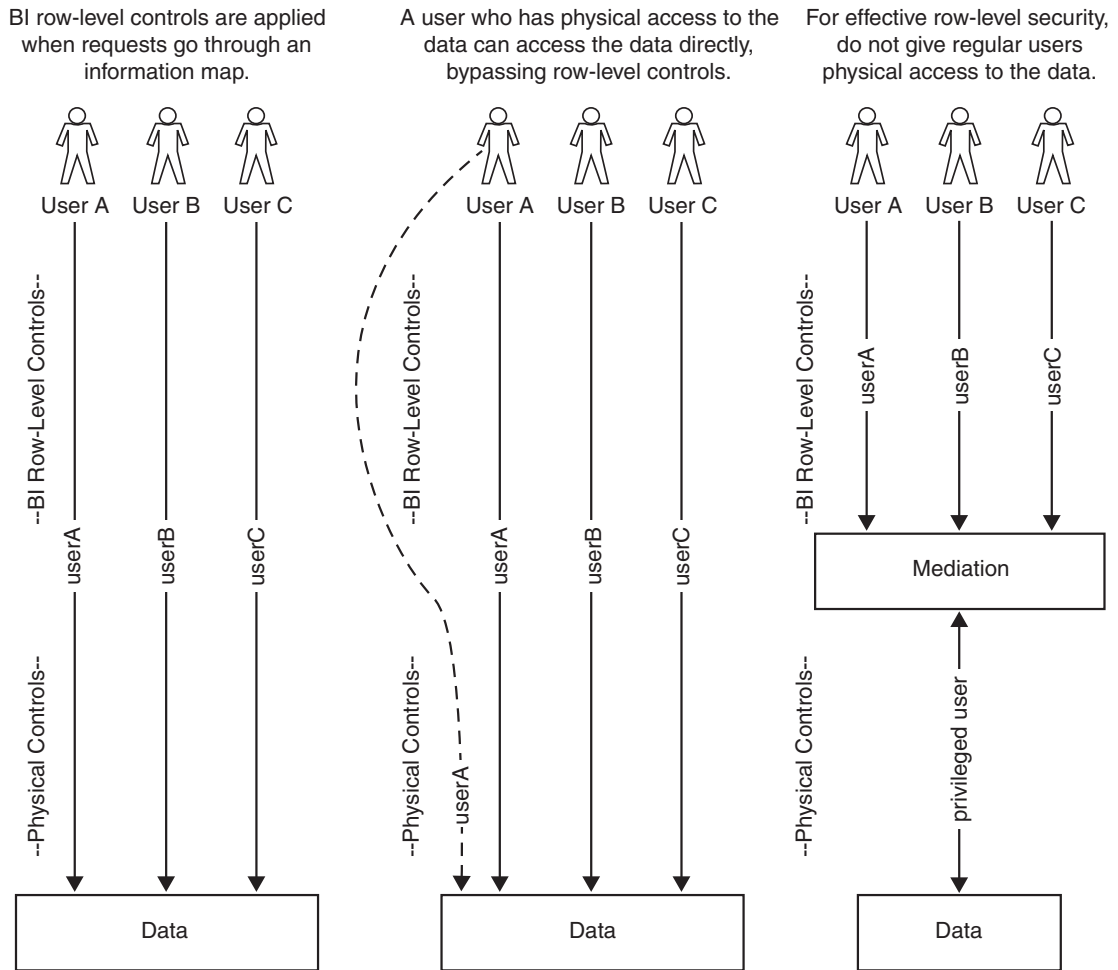 BI row-level controls are applied
when requests go through an
information map.
User A User B User C
--BI Row-Level Controls--
userA
userB
userC
--Physical Controls--
Data
A user who has physical access to the
data can access the data directly,
bypassing row-level controls.
User A User B User C
--BI Row-Level Controls--
userA
userB
userC
--Physical Controls--
userA
Data
For effective row-level security,
do not give regular users
physical access to the data.
User A User B User C
--BI Row-Level Controls--
userA
userB
userC
Mediation
--Physical Controls--
privileged user
Data